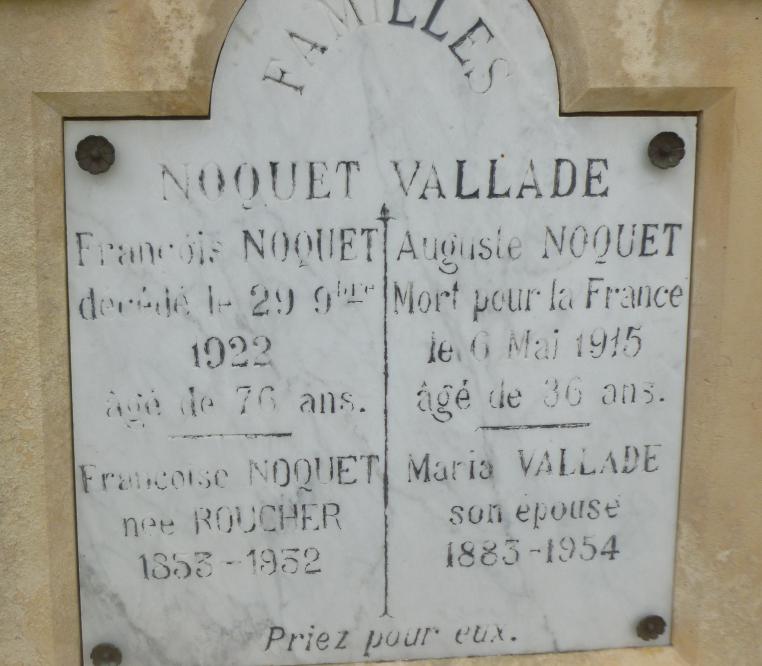 FAMILLES
NOQUET VALLADE
François NOQUET
décédé le 29 9bre
1922
âgé de 76 ans.
Françoise NOQUET
née ROUCHER
1853-1932
Auguste NOQUET
Mort pour la France
le 6 Mai 1915
âgé de 36 ans.
Maria VALLADE
son épouse
1883-1954
Priez pour eux.